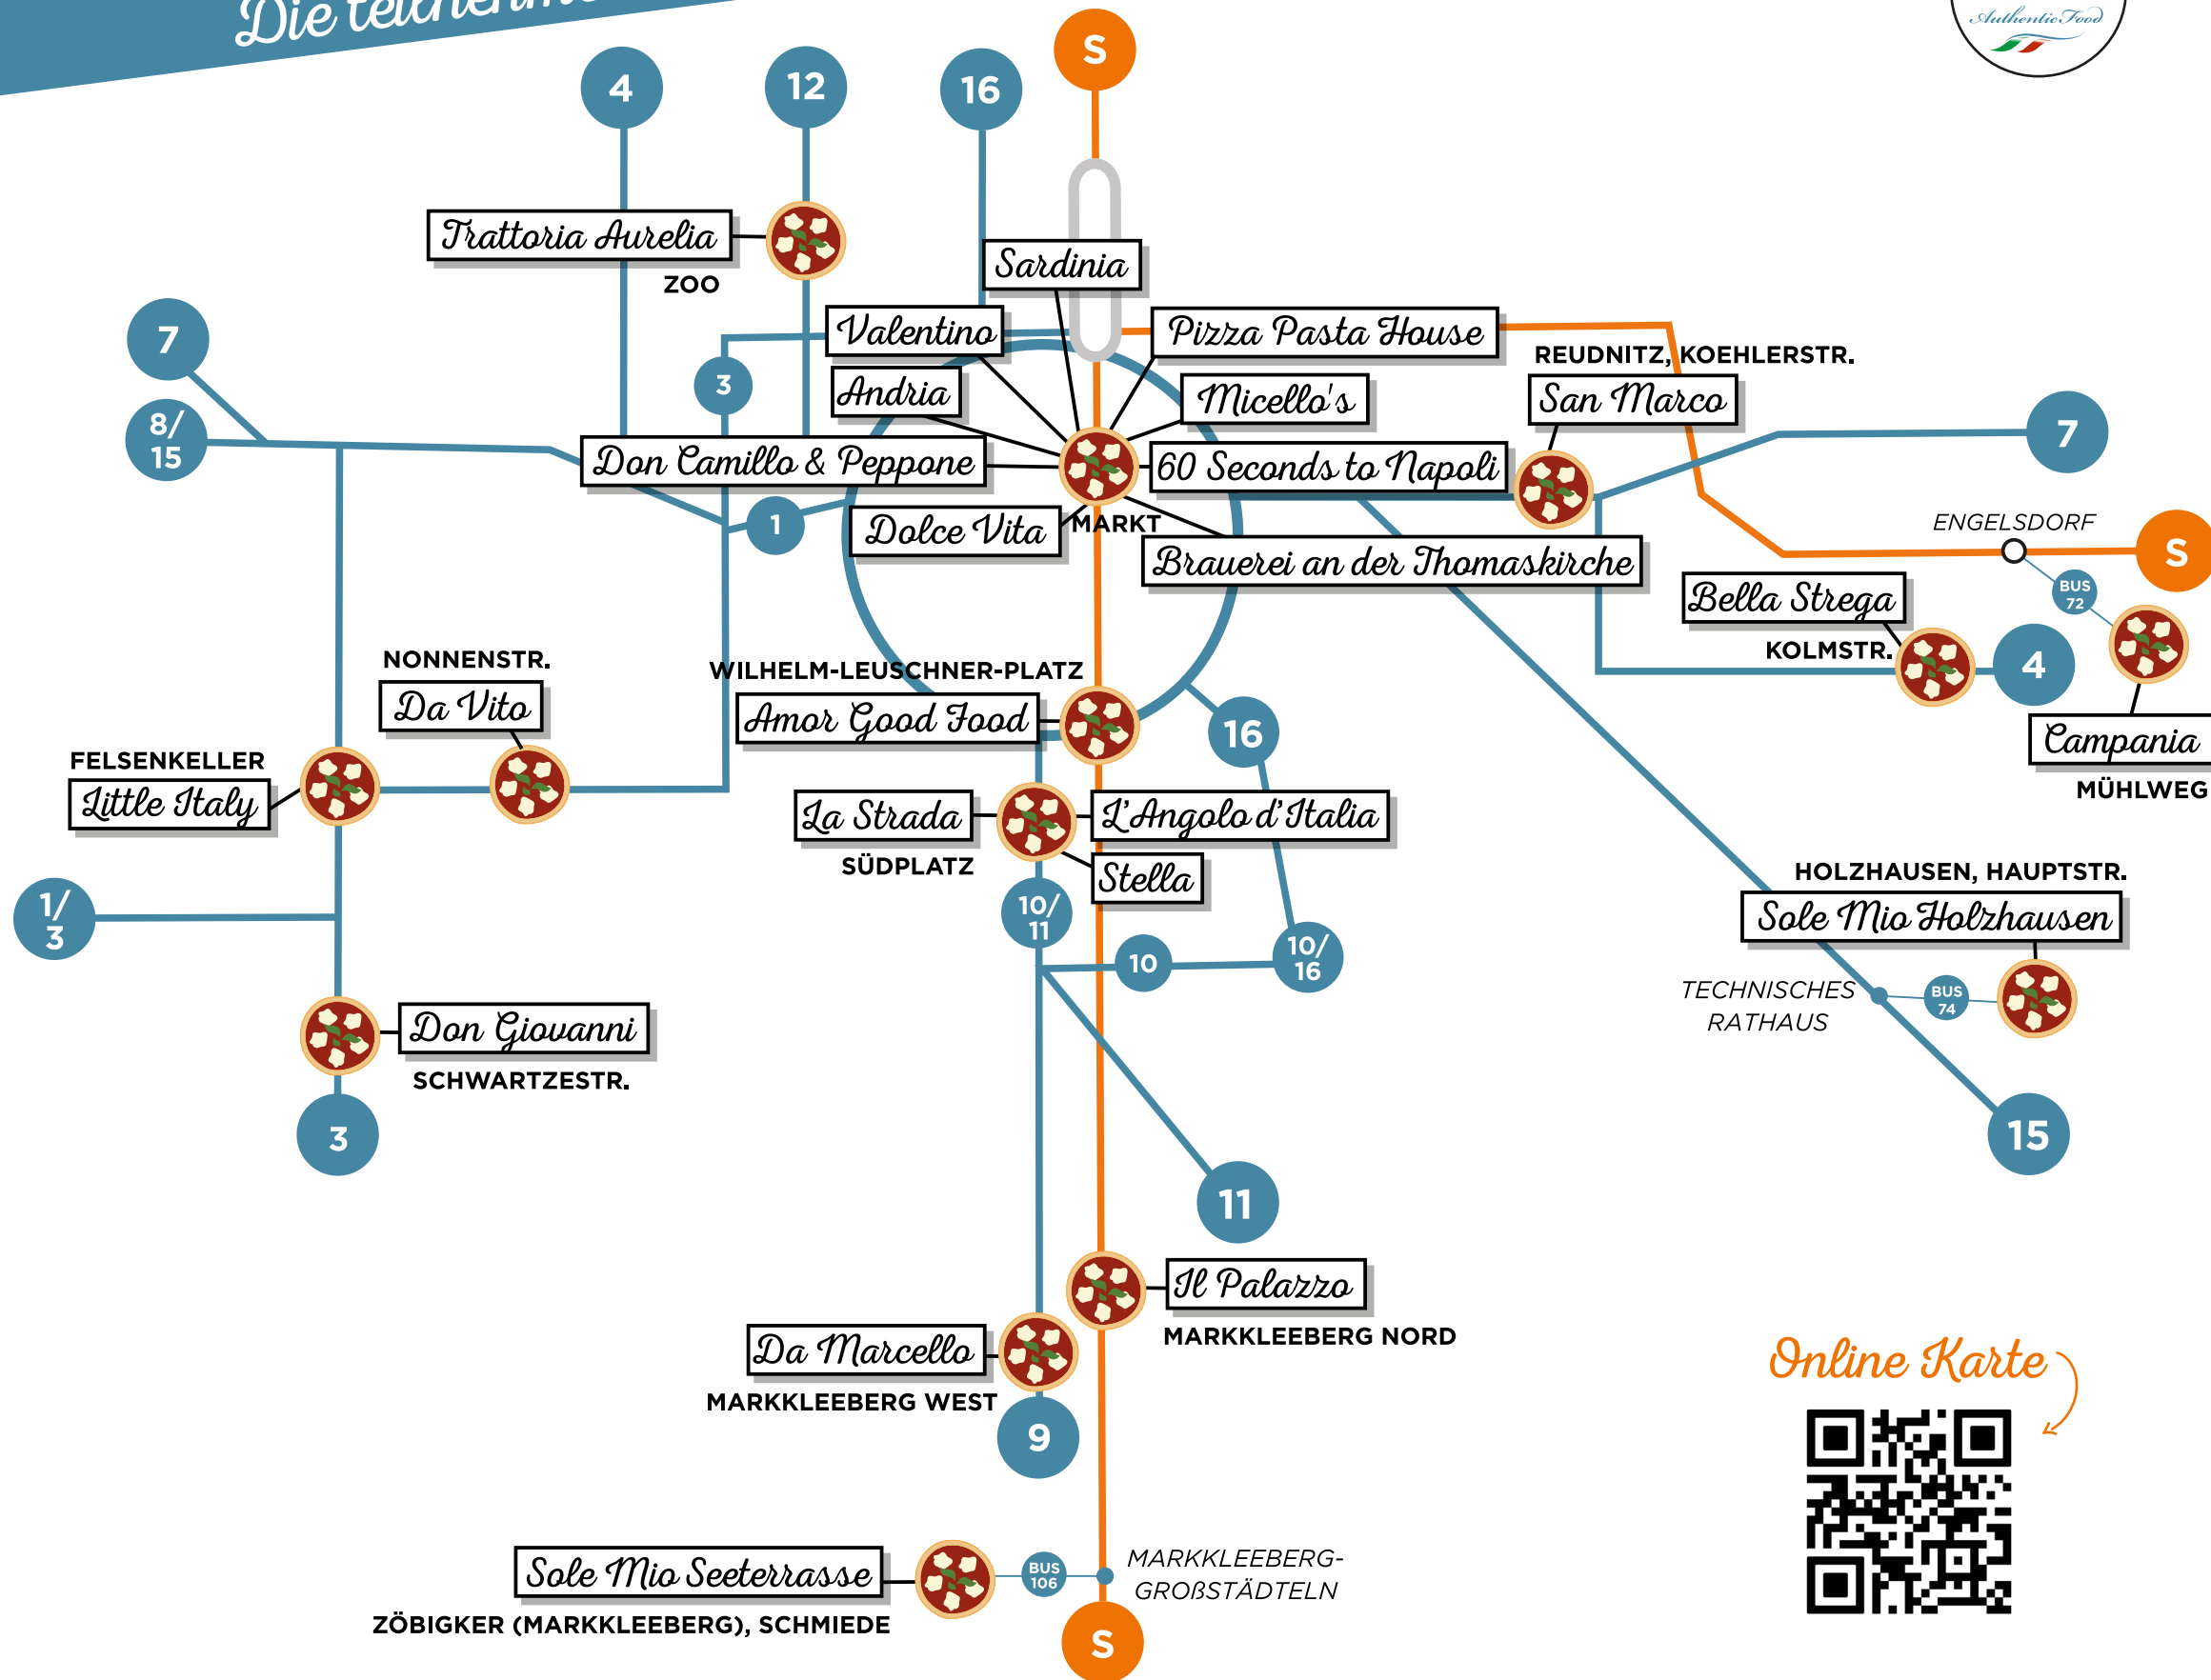 Die
AuthenticFood
S
4
12
16
Trattoria Aurelia
ZOO
Sardinia
7
Valentino
Pizza Pasta House
REUDNITZ, KOEHLERSTR.
3
Andria
Micello's
San Marco
8/
15
7
Don Camillo & Peppone
60 Seconds to Napoli
1
Dolce Vita
MARKT
ENGELSDORF
S
Brauerei an der Thomaskirche
BUS
72
Bella Strega
KOLMSTR.
4
NONNENSTR.
Da Vito
WILHELM-LEUSCHNER-PLATZ
Amor Good Food
16
Campania
MÜHLWEG
FELSENKELLER
Little Italy
La Strada
L'Angolo d'Italia
SÜDPLATZ
Stella
HOLZHAUSEN, HAUPTSTR.
Sole Mio Holzhausen
1/
3
10/
11
10
10/
16
TECHNISCHES
RATHAUS
BUS
74
Don Giovanni
SCHWARTZESTR.
3
15
11
Il Palazzo
MARKKLEEBERG NORD
Da Marcello
MARKKLEEBERG WEST
9
Online Karte
Sole Mio Seeterrasse
BUS
106
MARKKLEEBERG-
GROßSTÄDTELN
ZÖBIGKER (MARKKLEEBERG), SCHMIEDE
S